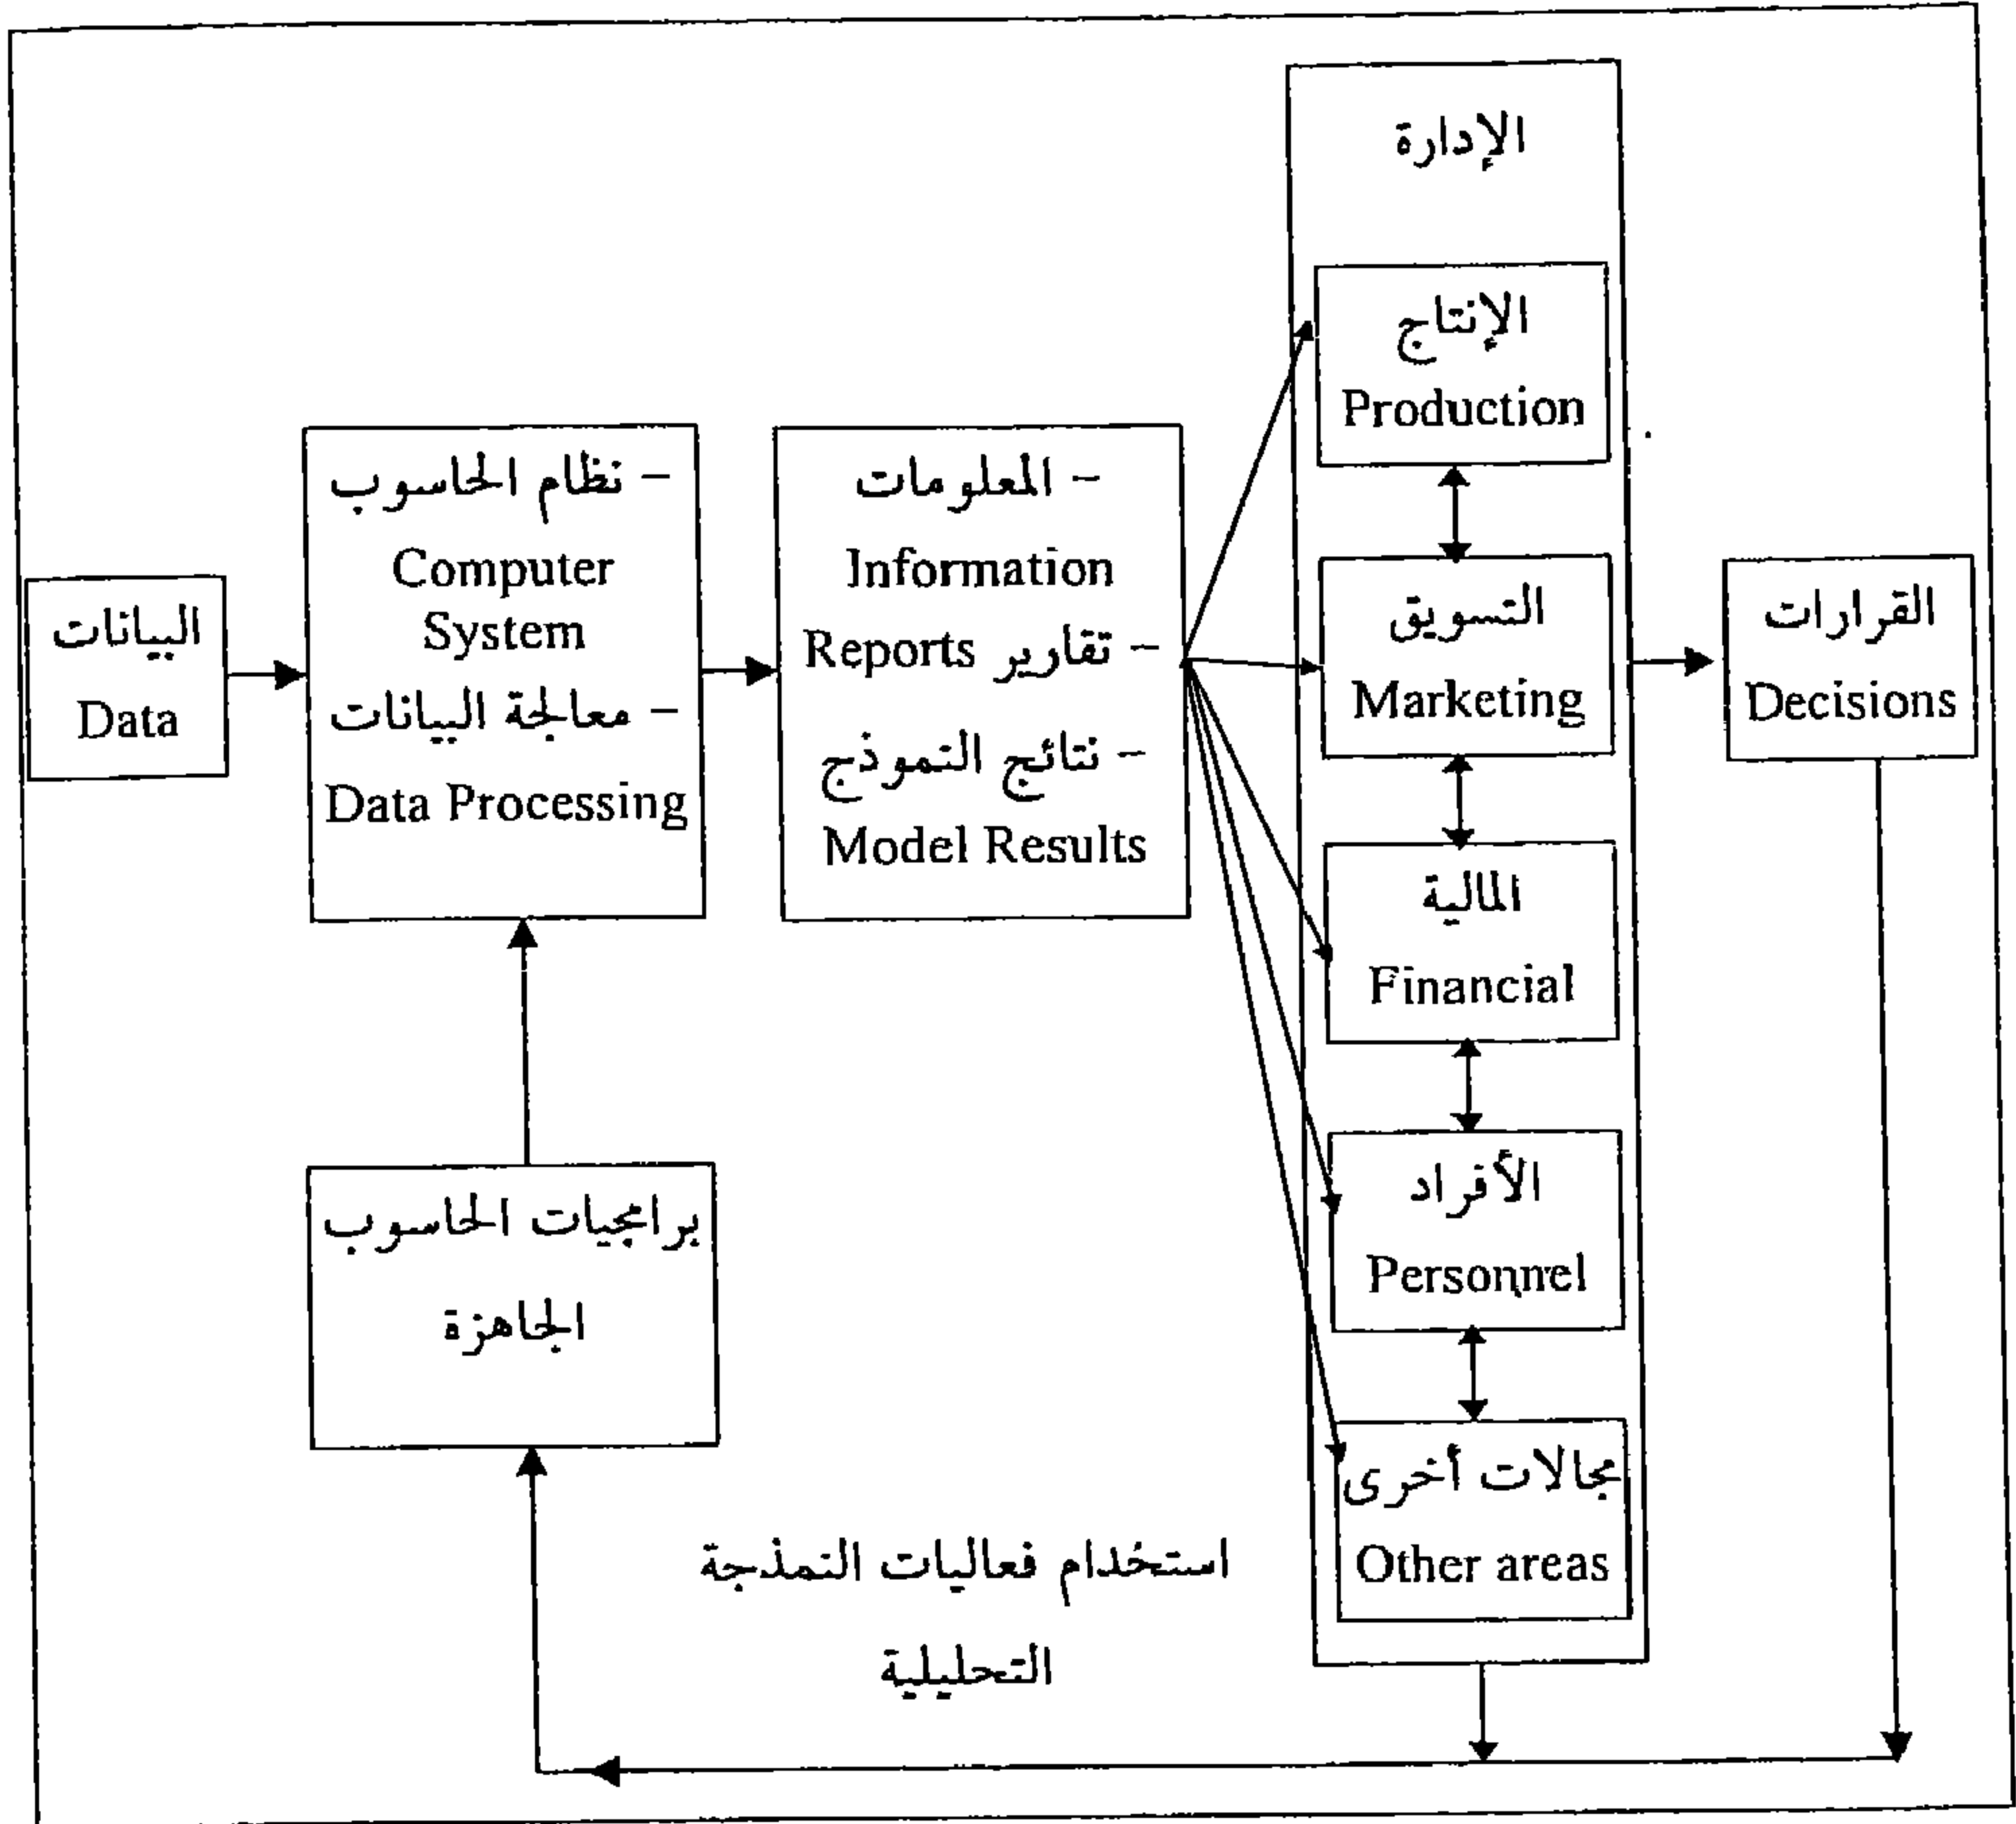 البيانات
Data
– نظام الحاسوب
Computer
System
– معالجة البيانات
Data Processing
– المعلومات
Information
– تقارير Reports
– نتائج النموذج
Model Results
الإدارة
الإنتاج
Production
التسويق
Marketing
المالية
Financial
الأفراد
Personnel
مجالات أخرى
Other areas
القرارات
Decisions
برامجيات الحاسوب
الجاهزة
استخدام فعاليات النمذجة
التحليلية